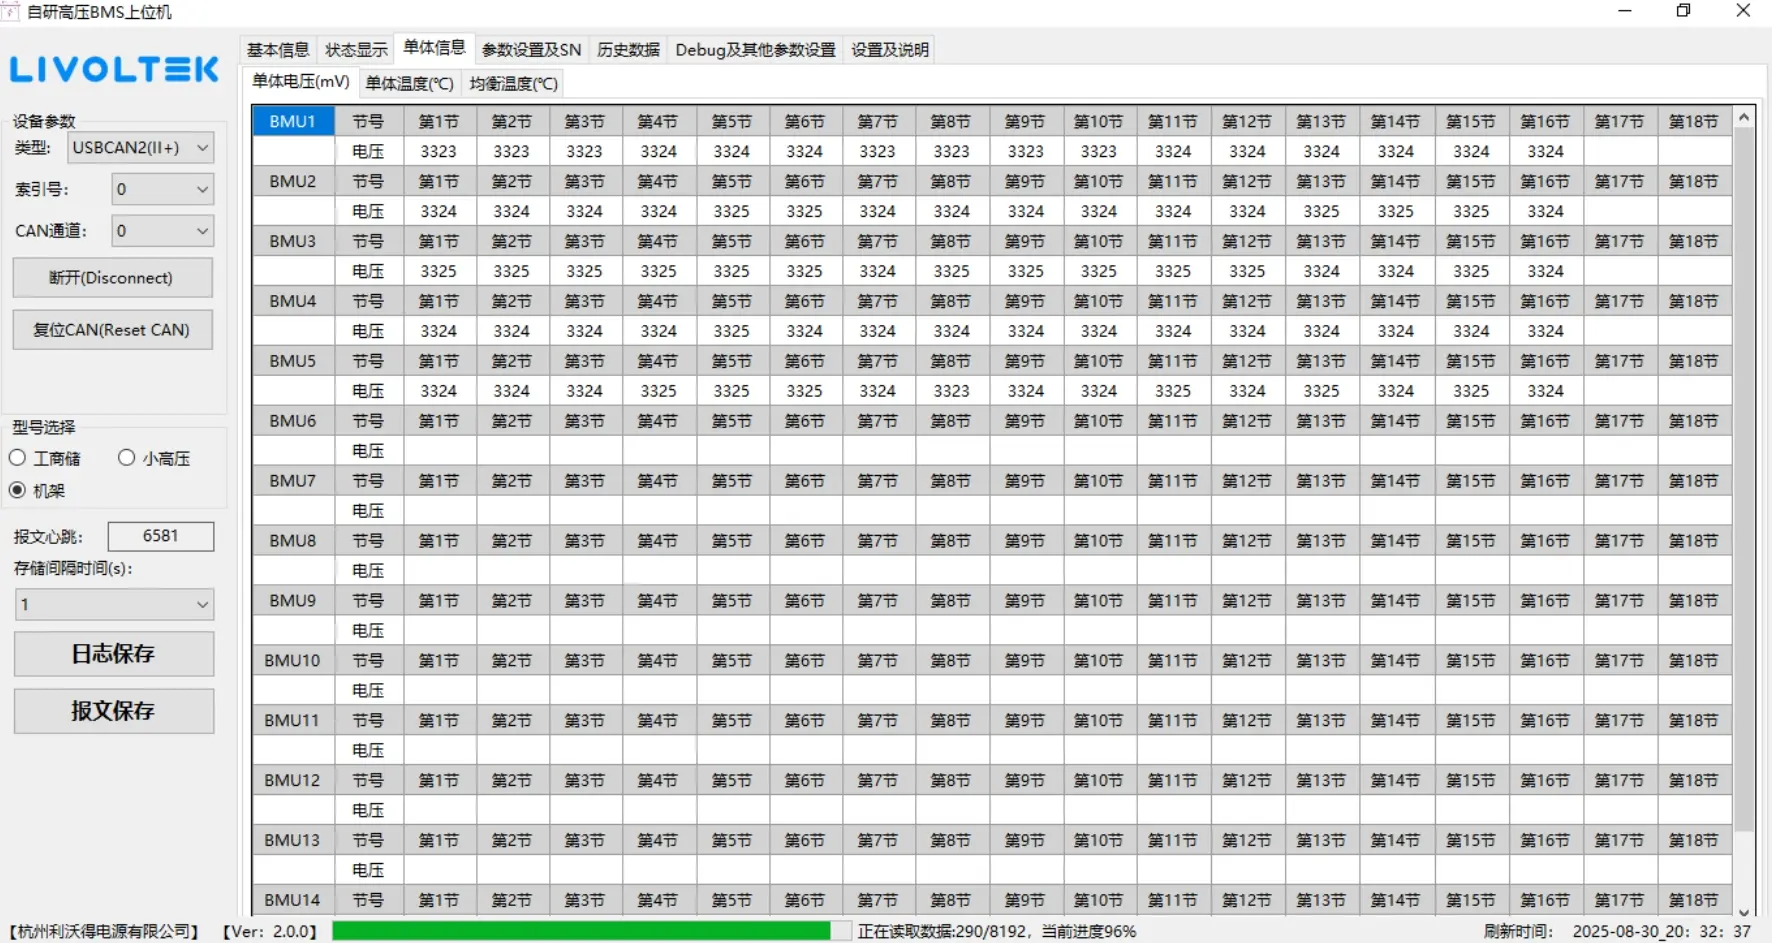 自研高压BMS上位机
LIVOLTEK
基本信息 状态显示 单体信息 参数设置及SN 历史数据 Debug及其他参数设置 设置及说明
单体电压(mV) 单体温度(℃) 均衡温度(℃)
设备参数
类型: USBCAN2(II+)
索引号: 0
CAN通道: 0
断开(Disconnect)
复位CAN(Reset CAN)
型号选择
工商储 小高压
机架
报文心跳: 6581
存储间隔时间(s):
1
日志保存
报文保存
BMU1 节号 第1节 第2节 第3节 第4节 第5节 第6节 第7节 第8节 第9节 第10节 第11节 第12节 第13节 第14节 第15节 第16节 第17节 第18节
电压 3323 3323 3323 3324 3324 3324 3323 3323 3323 3323 3324 3324 3324 3324 3324 3324
BMU2 节号 第1节 第2节 第3节 第4节 第5节 第6节 第7节 第8节 第9节 第10节 第11节 第12节 第13节 第14节 第15节 第16节 第17节 第18节
电压 3324 3324 3324 3324 3325 3325 3324 3324 3324 3324 3324 3324 3325 3325 3325 3324
BMU3 节号 第1节 第2节 第3节 第4节 第5节 第6节 第7节 第8节 第9节 第10节 第11节 第12节 第13节 第14节 第15节 第16节 第17节 第18节
电压 3325 3325 3325 3325 3325 3325 3324 3325 3325 3325 3325 3325 3324 3324 3325 3324
BMU4 节号 第1节 第2节 第3节 第4节 第5节 第6节 第7节 第8节 第9节 第10节 第11节 第12节 第13节 第14节 第15节 第16节 第17节 第18节
电压 3324 3324 3324 3324 3325 3324 3324 3324 3324 3324 3324 3324 3324 3324 3324 3324
BMU5 节号 第1节 第2节 第3节 第4节 第5节 第6节 第7节 第8节 第9节 第10节 第11节 第12节 第13节 第14节 第15节 第16节 第17节 第18节
电压 3324 3324 3324 3325 3325 3325 3324 3323 3324 3324 3325 3324 3325 3324 3325 3324
BMU6 节号 第1节 第2节 第3节 第4节 第5节 第6节 第7节 第8节 第9节 第10节 第11节 第12节 第13节 第14节 第15节 第16节 第17节 第18节
电压
BMU7 节号 第1节 第2节 第3节 第4节 第5节 第6节 第7节 第8节 第9节 第10节 第11节 第12节 第13节 第14节 第15节 第16节 第17节 第18节
电压
BMU8 节号 第1节 第2节 第3节 第4节 第5节 第6节 第7节 第8节 第9节 第10节 第11节 第12节 第13节 第14节 第15节 第16节 第17节 第18节
电压
BMU9 节号 第1节 第2节 第3节 第4节 第5节 第6节 第7节 第8节 第9节 第10节 第11节 第12节 第13节 第14节 第15节 第16节 第17节 第18节
电压
BMU10 节号 第1节 第2节 第3节 第4节 第5节 第6节 第7节 第8节 第9节 第10节 第11节 第12节 第13节 第14节 第15节 第16节 第17节 第18节
电压
BMU11 节号 第1节 第2节 第3节 第4节 第5节 第6节 第7节 第8节 第9节 第10节 第11节 第12节 第13节 第14节 第15节 第16节 第17节 第18节
电压
BMU12 节号 第1节 第2节 第3节 第4节 第5节 第6节 第7节 第8节 第9节 第10节 第11节 第12节 第13节 第14节 第15节 第16节 第17节 第18节
电压
BMU13 节号 第1节 第2节 第3节 第4节 第5节 第6节 第7节 第8节 第9节 第10节 第11节 第12节 第13节 第14节 第15节 第16节 第17节 第18节
电压
BMU14 节号 第1节 第2节 第3节 第4节 第5节 第6节 第7节 第8节 第9节 第10节 第11节 第12节 第13节 第14节 第15节 第16节 第17节 第18节
【杭州利沃得电源有限公司】 【Ver: 2.0.0】 正在读取数据:290/8192, 当前进度96% 刷新时间: 2025-08-30_20: 32: 37